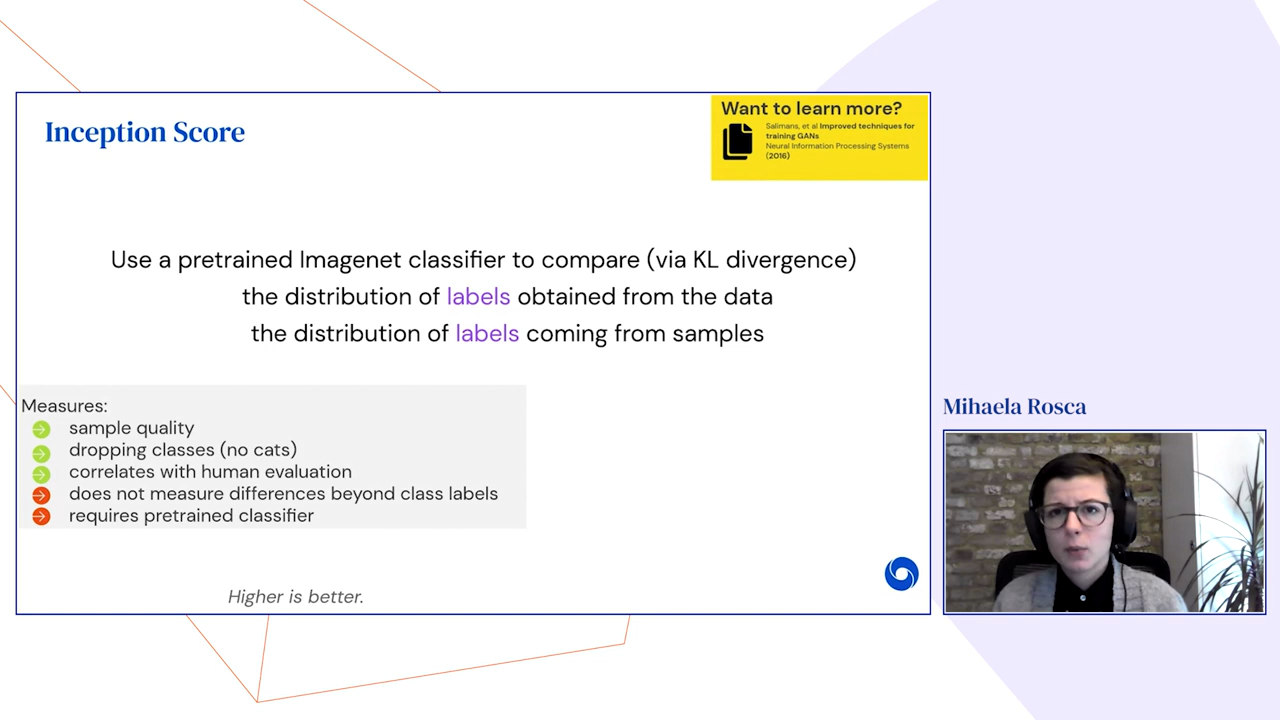 Inception Score
Want to learn more?
Salimans, et al Improved techniques for
training GANs
Neural Information Processing Systems
(2016)
Use a pretrained Imagenet classifier to compare (via KL divergence)
the distribution of labels obtained from the data
the distribution of labels coming from samples
Measures:
sample quality
dropping classes (no cats)
correlates with human evaluation
does not measure differences beyond class labels
requires pretrained classifier
Higher is better.
Mihaela Rosca